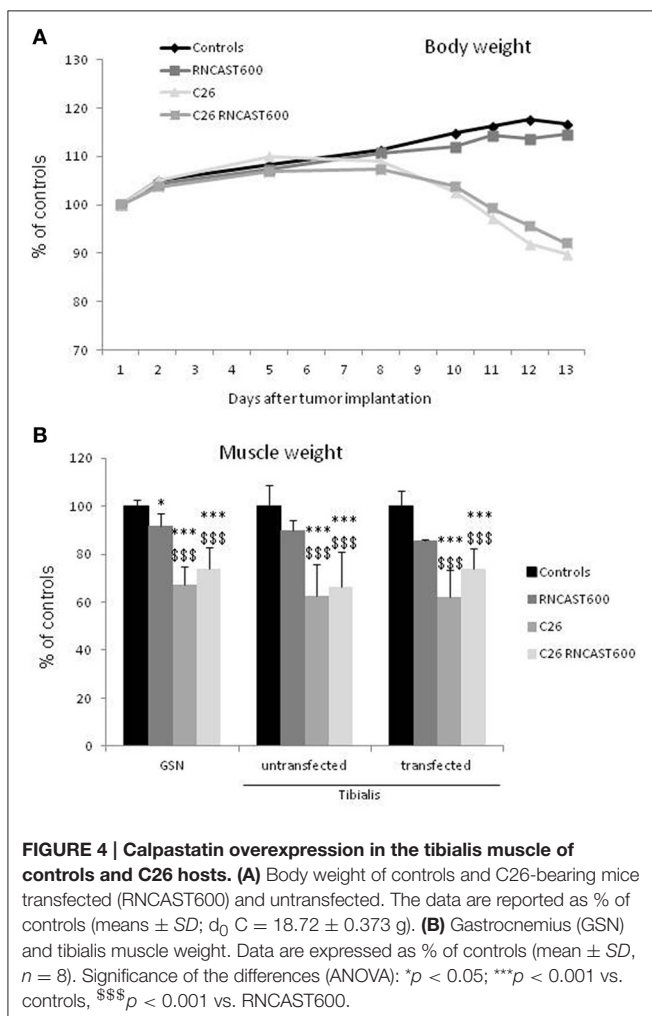 A
Controls
RNCAST600
C26
C26 RNCAST600
Body weight
130
120
110
100
90
80
70
% of controls
1 2 3 4 5 6 7 8 9 10 11 12 13
Days after tumor implantation
B
Muscle weight
120
100
80
60
40
20
0
% of controls
* *** $$$ *** $$$
*** $$$ *** $$$
*** $$$ *** $$$
Controls
RNCAST600
C26
C26 RNCAST600
GSN untransfected transfected
Tibialis
FIGURE 4 | Calpastatin overexpression in the tibialis muscle of
controls and C26 hosts. (A) Body weight of controls and C26-bearing mice
transfected (RNCAST600) and untransfected. The data are reported as % of
controls (means ± SD; d₀ C = 18.72 ± 0.373 g). (B) Gastrocnemius (GSN)
and tibialis muscle weight. Data are expressed as % of controls (mean ± SD,
n = 8). Significance of the differences (ANOVA): *p < 0.05; ***p < 0.001 vs.
controls, $$$p < 0.001 vs. RNCAST600.